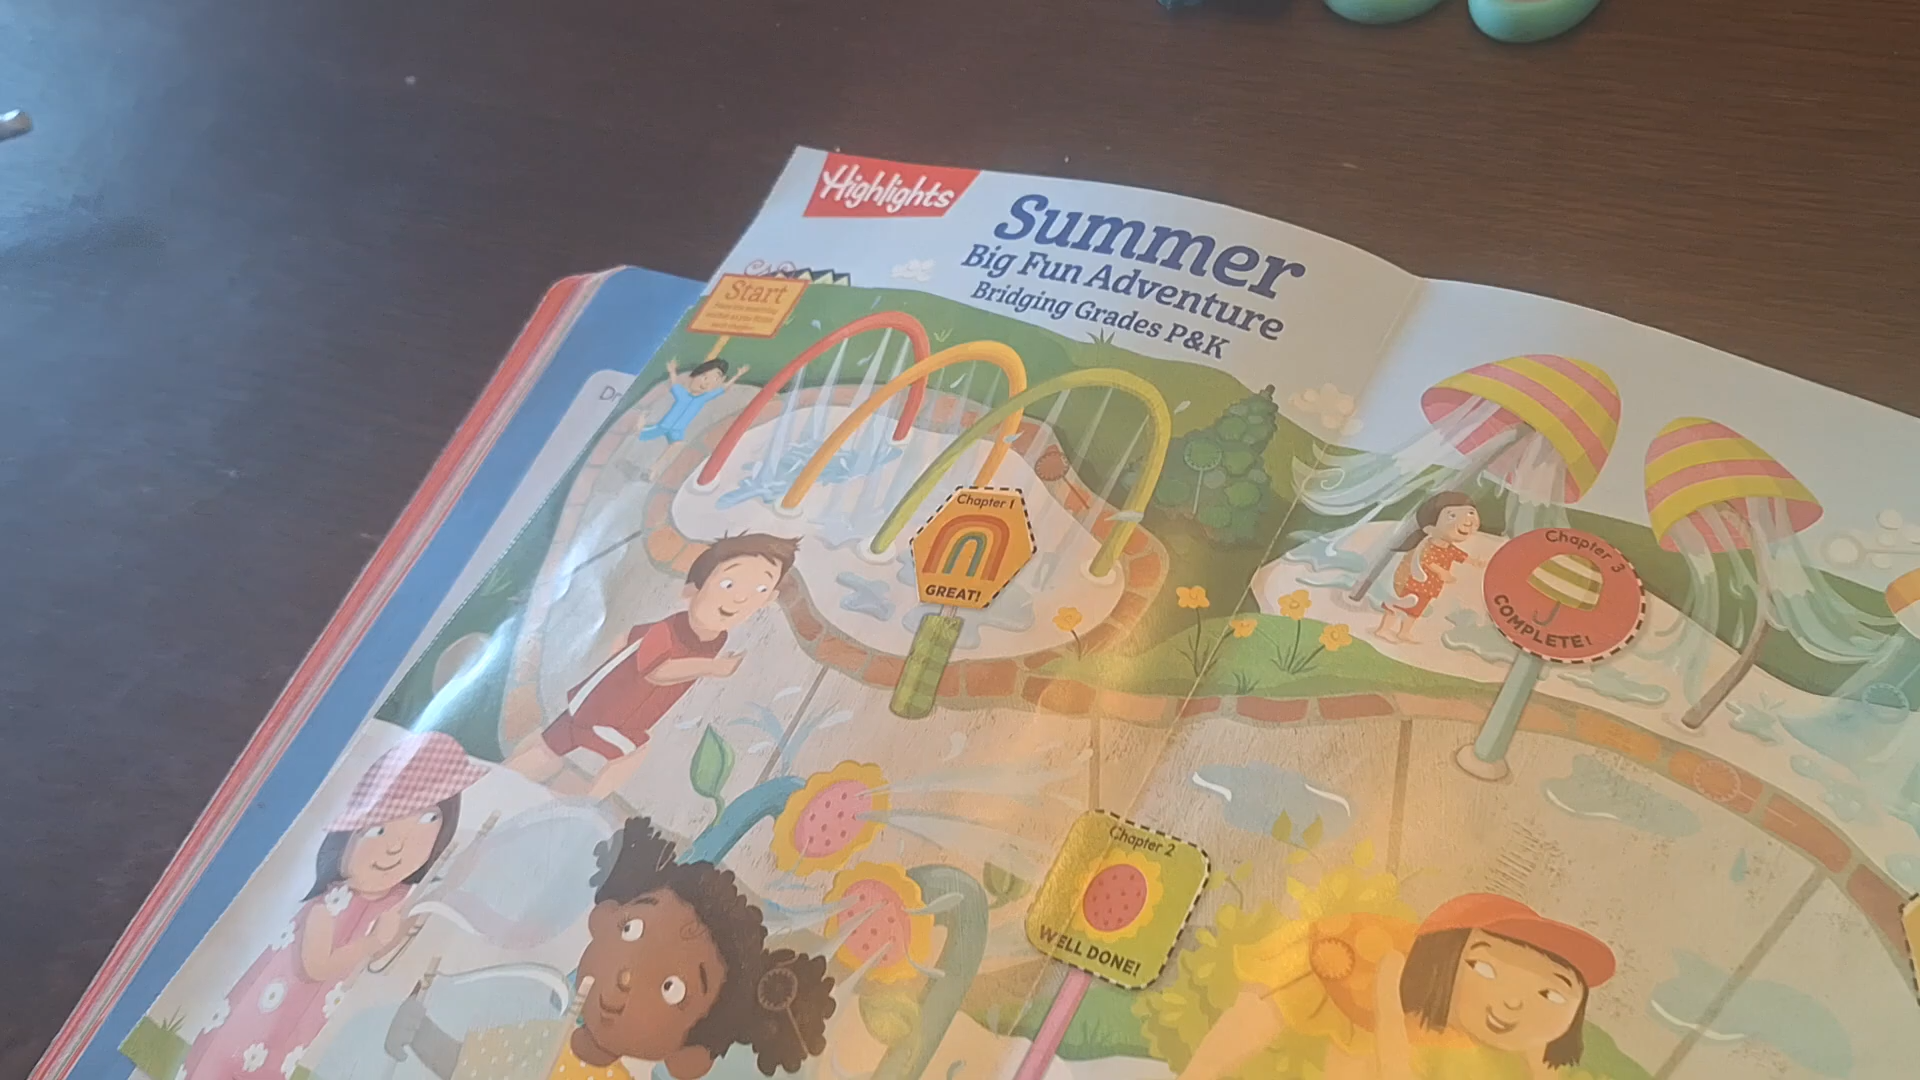 Highlights
Summer
Big Fun Adventure
Bridging Grades P&K
Start
Chapter 1
GREAT!
Chapter 3
COMPLETE!
Chapter 2
WELL DONE!